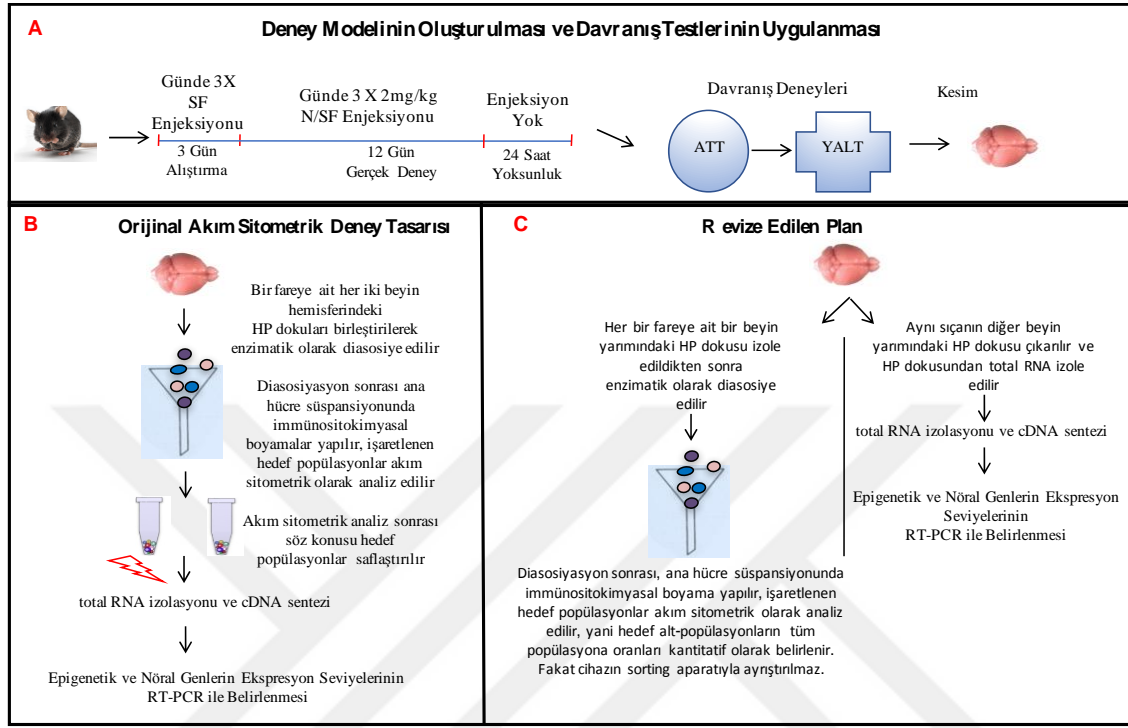 A
Deney Modelinin Oluşturulması ve Davranış Testlerinin Uygulanması
Günde 3X
SF
Enjeksiyonu
3 Gün
Alıştırma
Günde 3 X 2mg/kg
N/SF Enjeksiyonu
12 Gün
Gerçek Deney
Enjeksiyon
Yok
24 Saat
Yoksunluk
Davranış Deneyleri
ATT
YALT
Kesim
B
Orijinal Akım Sitometrik Deney Tasarısı
Bir fareye ait her iki beyin
hemisferindeki
HP dokuları birleştirilerek
enzimatik olarak diasosiye edilir
Diasosiyasyon sonrası ana
hücre süspansiyonunda
immünositokimyasal
boyamalar yapılır, işaretlenen
hedef popülasyonlar akım
sitometrik olarak analiz edilir
Akım sitometrik analiz sonrası
söz konusu hedef
popülasyonlar saflaştırılır
total RNA izolasyonu ve cDNA sentezi
Epigenetik ve Nöral Genlerin Ekspresyon Seviyelerinin
RT-PCR ile Belirlenmesi
C
Revize Edilen Plan
Her bir fareye ait bir beyin
yarımındaki HP dokusu izole
edildikten sonra
enzimatik olarak diasosiye
edilir
Diasosiyasyon sonrası, ana hücre süspansiyonunda
immünositokimyasal boyama yapılır, işaretlenen
hedef popülasyonlar akım sitometrik olarak analiz
edilir, yani hedef alt-popülasyonların tüm
popülasyona oranları kantitatif olarak belirlenir.
Fakat cihazın sorting aparatıyla ayrıştırılmaz.
Aynı sıçanın diğer beyin
yarımındaki HP dokusu çıkarılır ve
HP dokusundan total RNA izole
edilir
total RNA izolasyonu ve cDNA sentezi
Epigenetik ve Nöral Genlerin Ekspresyon
Seviyelerinin
RT-PCR ile Belirlenmesi